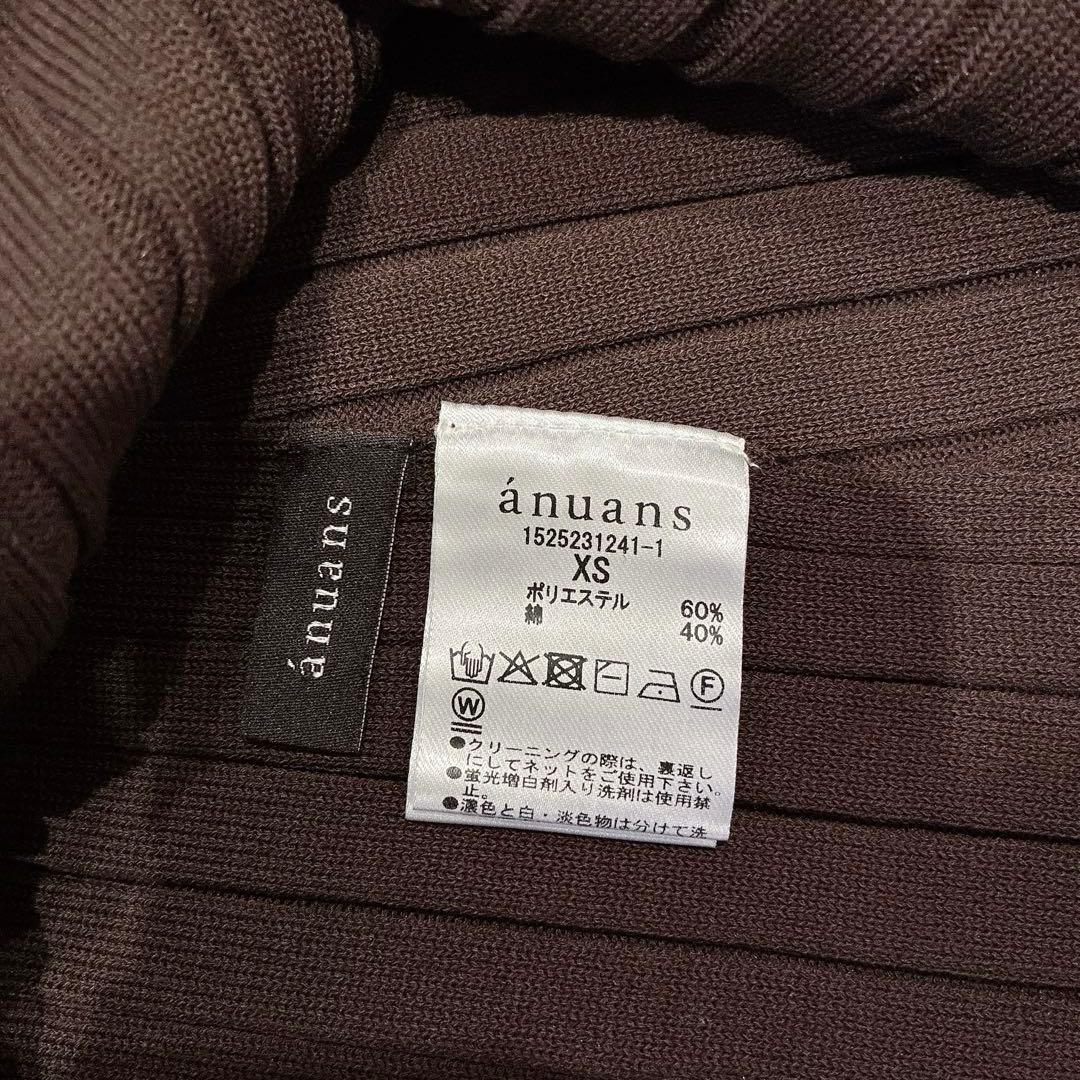 ánuans
ánuans
1525231241-1
XS
ポリエステル 60%
綿 40%
F
W
●クリーニングの際は、裏返し
にしてネットをご使用下さい。
●蛍光増白剤入り洗剤は使用禁
止。
●濃色と白・淡色物は分けて洗